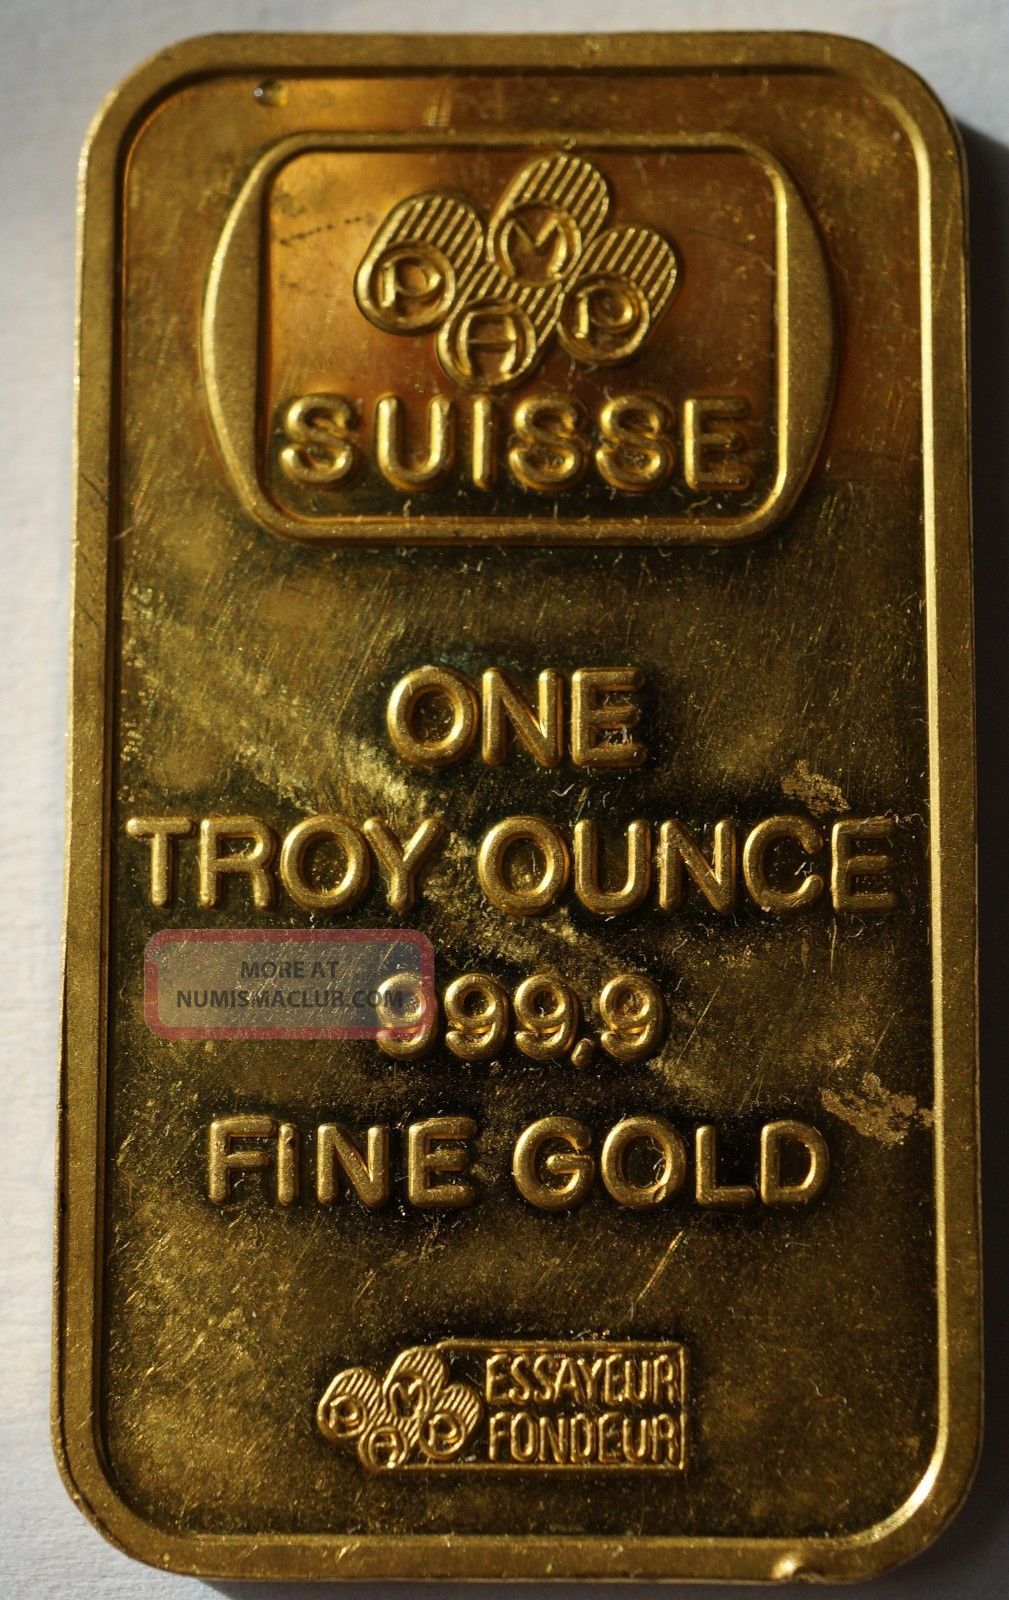 PAMP
SUISSE
ONE
TROY OUNCE
MORE AT
NUMISMACLUB.COM
999,9
FINE GOLD
PAMP
ESSAYEUR
FONDEUR